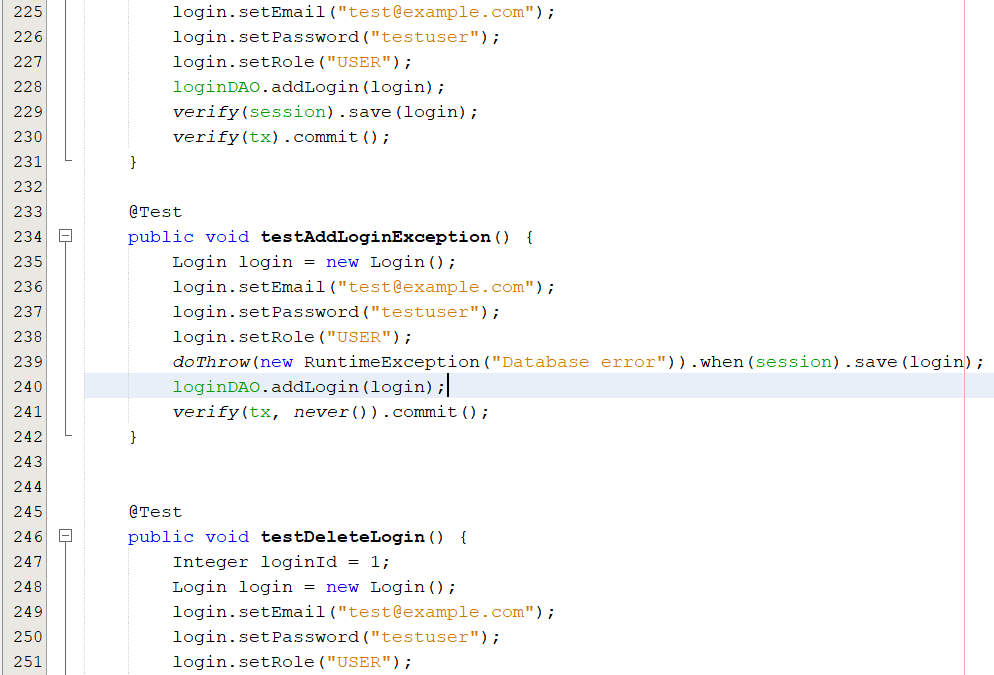 225 login.setEmail("test@example.com");
226 login.setPassword("testuser");
227 login.setRole("USER");
228 loginDAO.addLogin(login);
229 verify(session).save(login);
230 verify(tx).commit();
231 }
232
233 @Test
234 public void testAddLoginException() {
235 Login login = new Login();
236 login.setEmail("test@example.com");
237 login.setPassword("testuser");
238 login.setRole("USER");
239 doThrow(new RuntimeException("Database error")).when(session).save(login);
240 loginDAO.addLogin(login);
241 verify(tx, never()).commit();
242 }
243
244
245 @Test
246 public void testDeleteLogin() {
247 Integer loginId = 1;
248 Login login = new Login();
249 login.setEmail("test@example.com");
250 login.setPassword("testuser");
251 login.setRole("USER");